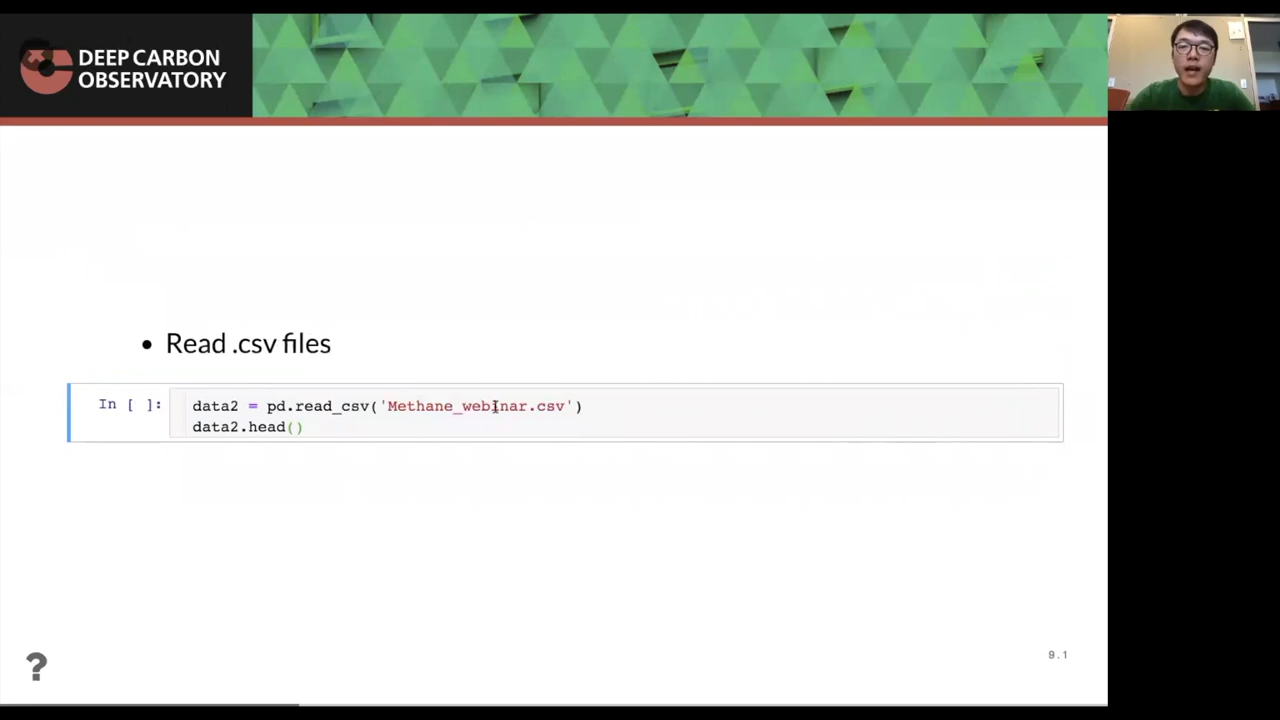 DEEP CARBON
OBSERVATORY
• Read .csv files
In [ ]:
data2 = pd.read_csv('Methane_webinar.csv')
data2.head()
?
9.1